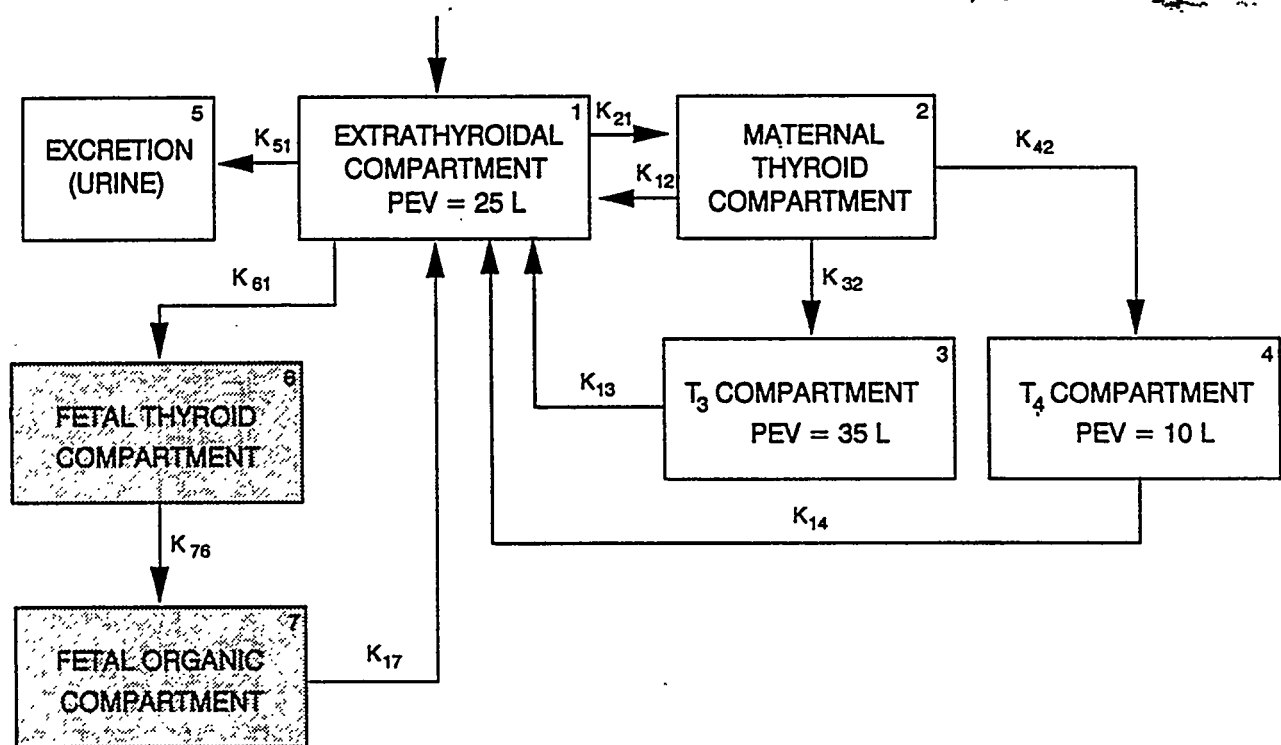 5
EXCRETION
(URINE)
K51
1
EXTRATHYROIDAL
COMPARTMENT
PEV = 25 L
K21
K12
2
MATERNAL
THYROID
COMPARTMENT
K42
K61
K32
6
FETAL THYROID
COMPARTMENT
K13
3
T3 COMPARTMENT
PEV = 35 L
4
T4 COMPARTMENT
PEV = 10 L
K14
K76
7
FETAL ORGANIC
COMPARTMENT
K17